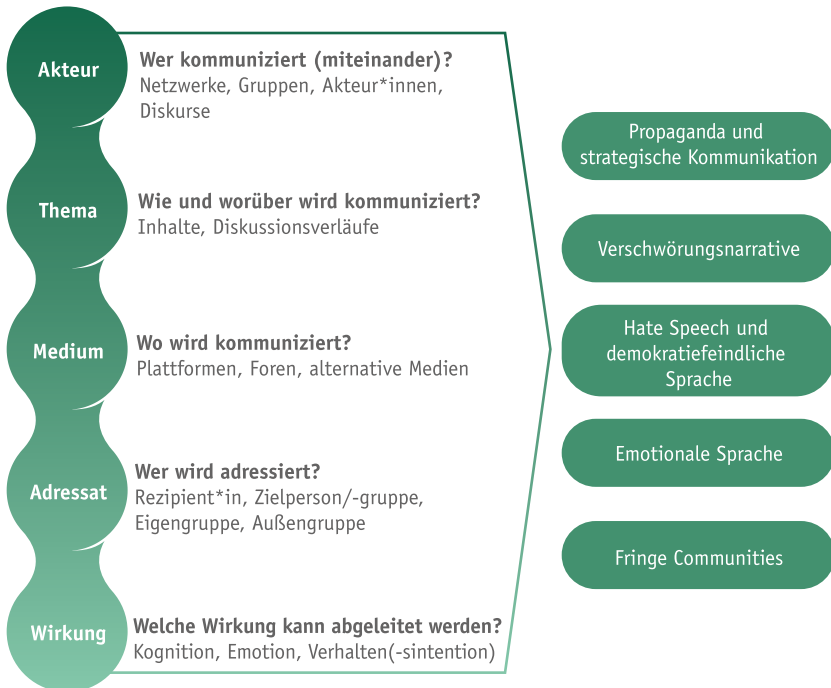 Akteur
Wer kommuniziert (miteinander)?
Netzwerke, Gruppen, Akteur*innen,
Diskurse
Thema
Wie und worüber wird kommuniziert?
Inhalte, Diskussionsverläufe
Medium
Wo wird kommuniziert?
Plattformen, Foren, alternative Medien
Adressat
Wer wird adressiert?
Rezipient*in, Zielperson/-gruppe,
Eigengruppe, Außengruppe
Wirkung
Welche Wirkung kann abgeleitet werden?
Kognition, Emotion, Verhalten(-sintention)
Propaganda und
strategische Kommunikation
Verschwörungsnarrative
Hate Speech und
demokratiefeindliche
Sprache
Emotionale Sprache
Fringe Communities